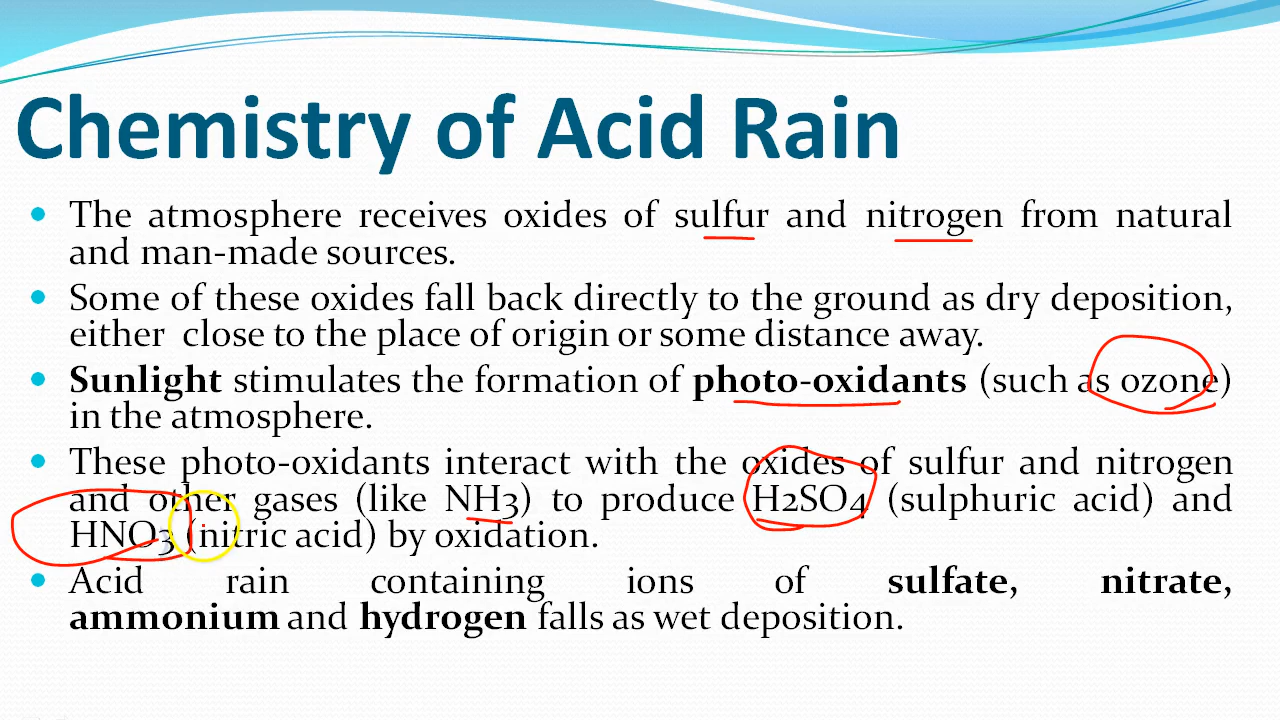 Chemistry of Acid Rain
• The atmosphere receives oxides of sulfur and nitrogen from natural
and man-made sources.
• Some of these oxides fall back directly to the ground as dry deposition,
either close to the place of origin or some distance away.
• Sunlight stimulates the formation of photo-oxidants (such as ozone)
in the atmosphere.
• These photo-oxidants interact with the oxides of sulfur and nitrogen
and other gases (like NH3) to produce H2SO4 (sulphuric acid) and
HNO3 (nitric acid) by oxidation.
• Acid rain containing ions of sulfate, nitrate,
ammonium and hydrogen falls as wet deposition.